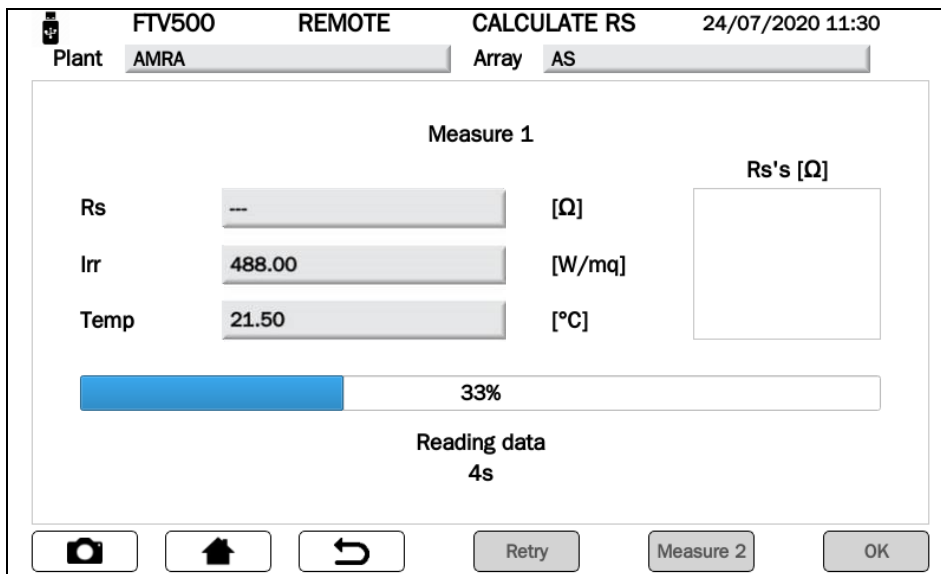 FTV500 REMOTE CALCULATE RS 24/07/2020 11:30
Plant AMRA Array AS
Measure 1
Rs's [Ω]
Rs --- [Ω]
Irr 488.00 [W/mq]
Temp 21.50 [°C]
33%
Reading data
4s
Retry Measure 2 OK